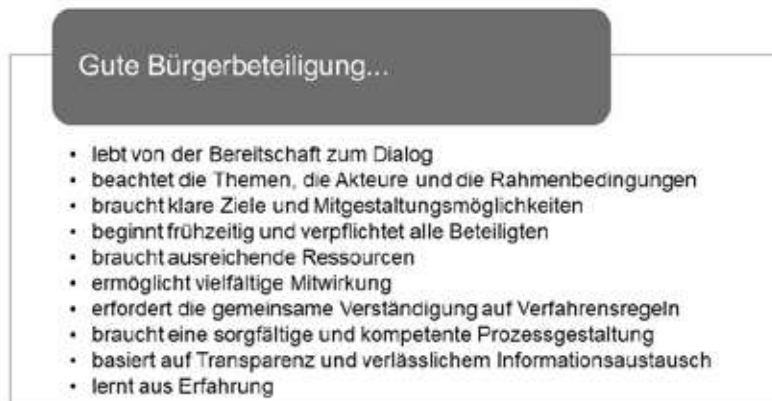 Gute Bürgerbeteiligung...
• lebt von der Bereitschaft zum Dialog
• beachtet die Themen, die Akteure und die Rahmenbedingungen
• braucht klare Ziele und Mitgestaltungsmöglichkeiten
• beginnt frühzeitig und verpflichtet alle Beteiligten
• braucht ausreichende Ressourcen
• ermöglicht vielfältige Mitwirkung
• erfordert die gemeinsame Verständigung auf Verfahrensregeln
• braucht eine sorgfältige und kompetente Prozessgestaltung
• basiert auf Transparenz und verlässlichem Informationsaustausch
• lernt aus Erfahrung